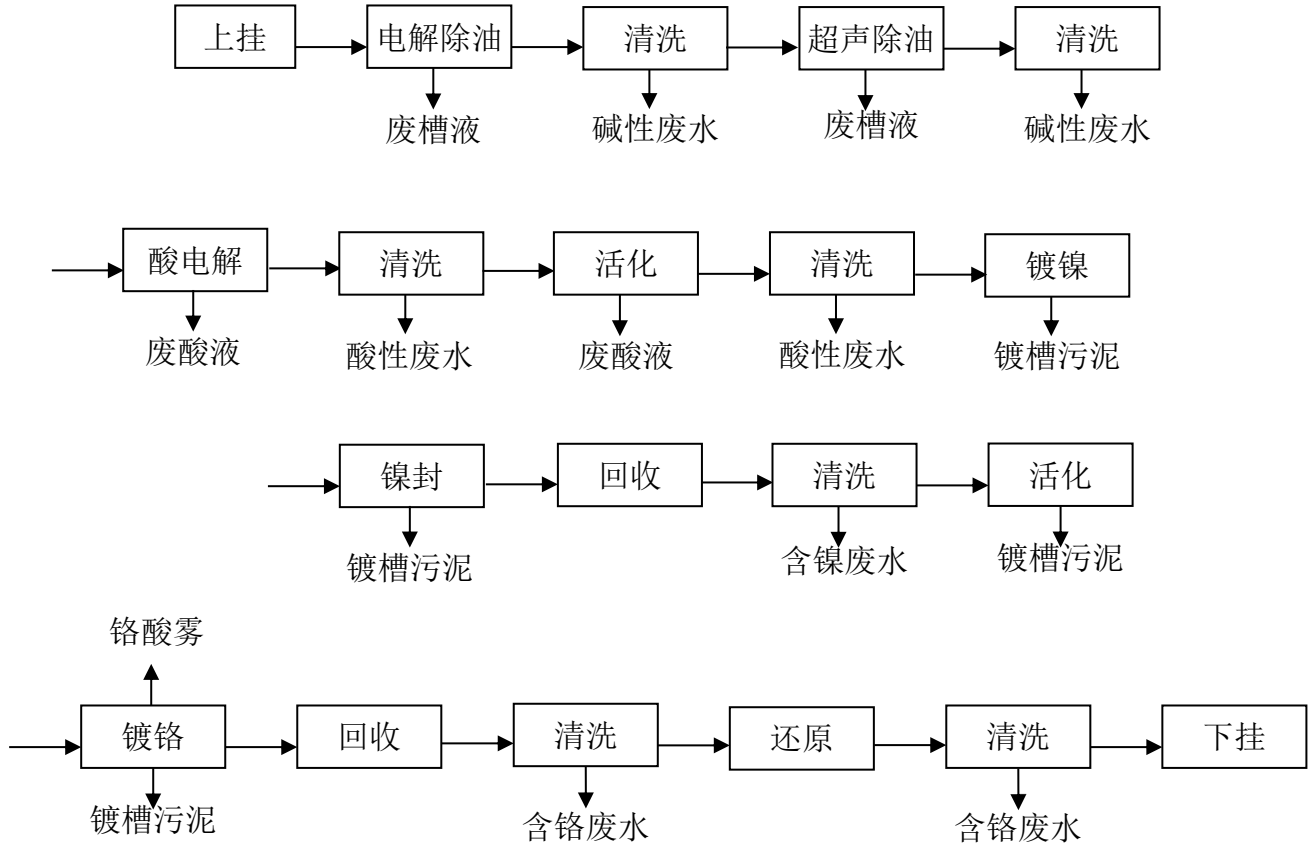 上挂 电解除油 清洗 超声除油 清洗
废槽液 碱性废水 废槽液 碱性废水
酸电解 清洗 活化 清洗 镀镍
废酸液 酸性废水 废酸液 酸性废水 镀槽污泥
镍封 回收 清洗 活化
镀槽污泥 含镍废水 镀槽污泥
铬酸雾
镀铬 回收 清洗 还原 清洗 下挂
镀槽污泥 含铬废水 含铬废水